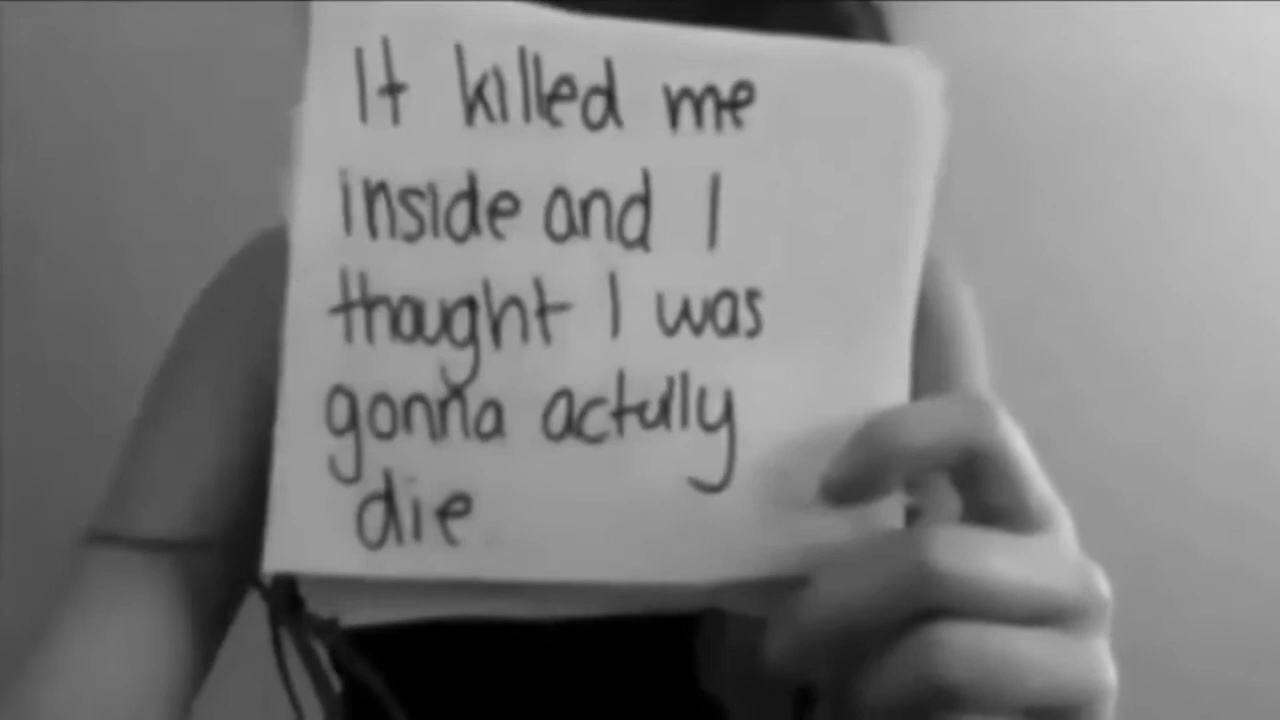 It killed me
inside and I
thought I was
gonna actully
die